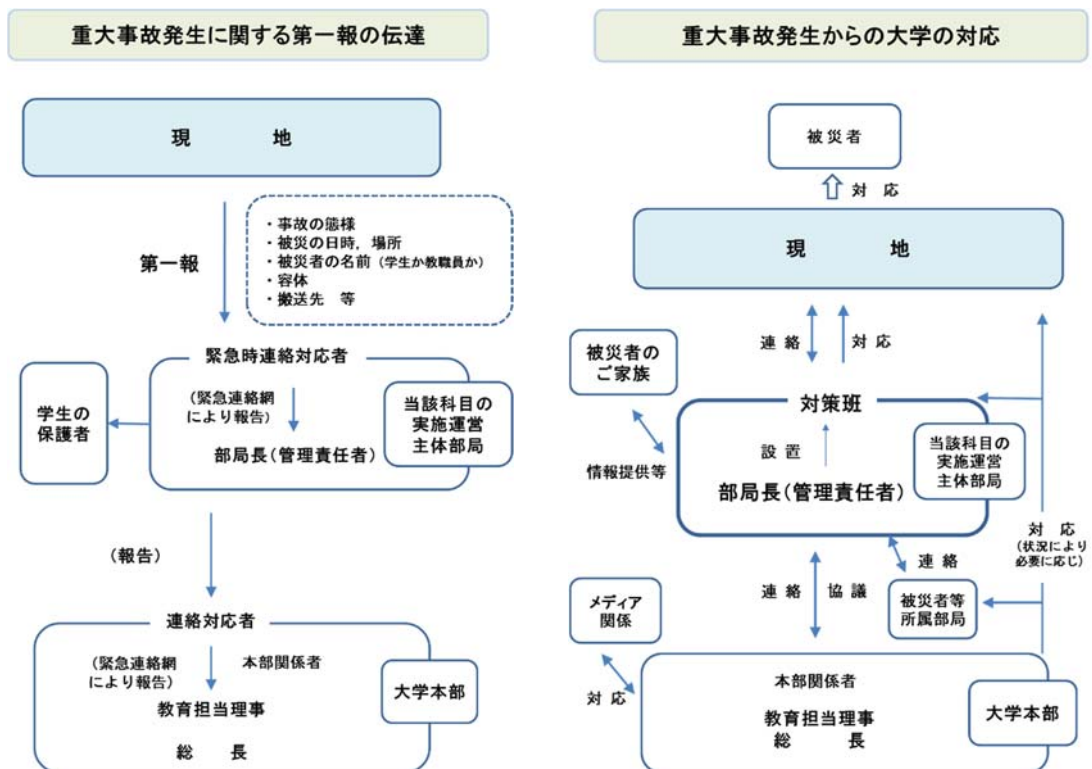 重大事故発生に関する第一報の伝達
現 地
第一報
・事故の態様
・被災の日時，場所
・被災者の名前（学生か教職員か）
・容体
・搬送先 等
緊急時連絡対応者
（緊急連絡網
により報告）
部局長（管理責任者）
当該科目の
実施運営
主体部局
学生の
保護者
（報告）
連絡対応者
（緊急連絡網
により報告）
本部関係者
教育担当理事
総 長
大学本部
重大事故発生からの大学の対応
被災者
対 応
現 地
連 絡
対 応
被災者の
ご家族
情報提供等
対策班
設 置
部局長（管理責任者）
当該科目の
実施運営
主体部局
対 応
（状況により
必要に応じ）
連 絡
被災者等
所属部局
連 絡
協 議
メディア
関係
対 応
本部関係者
教育担当理事
総 長
大学本部